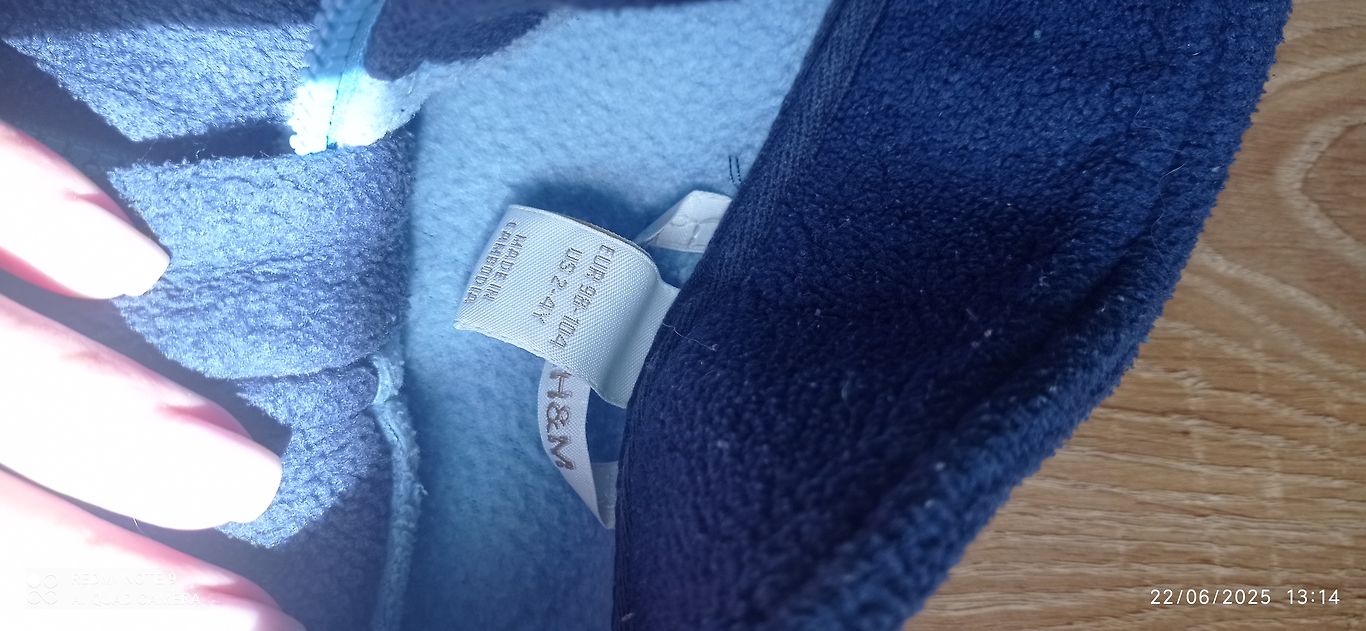 EUR 98-104
US 2-4Y
MADE IN
CAMBODIA
H&M
REDMI NOTE 9
AI QUAD CAMERA
22/06/2025 13:14